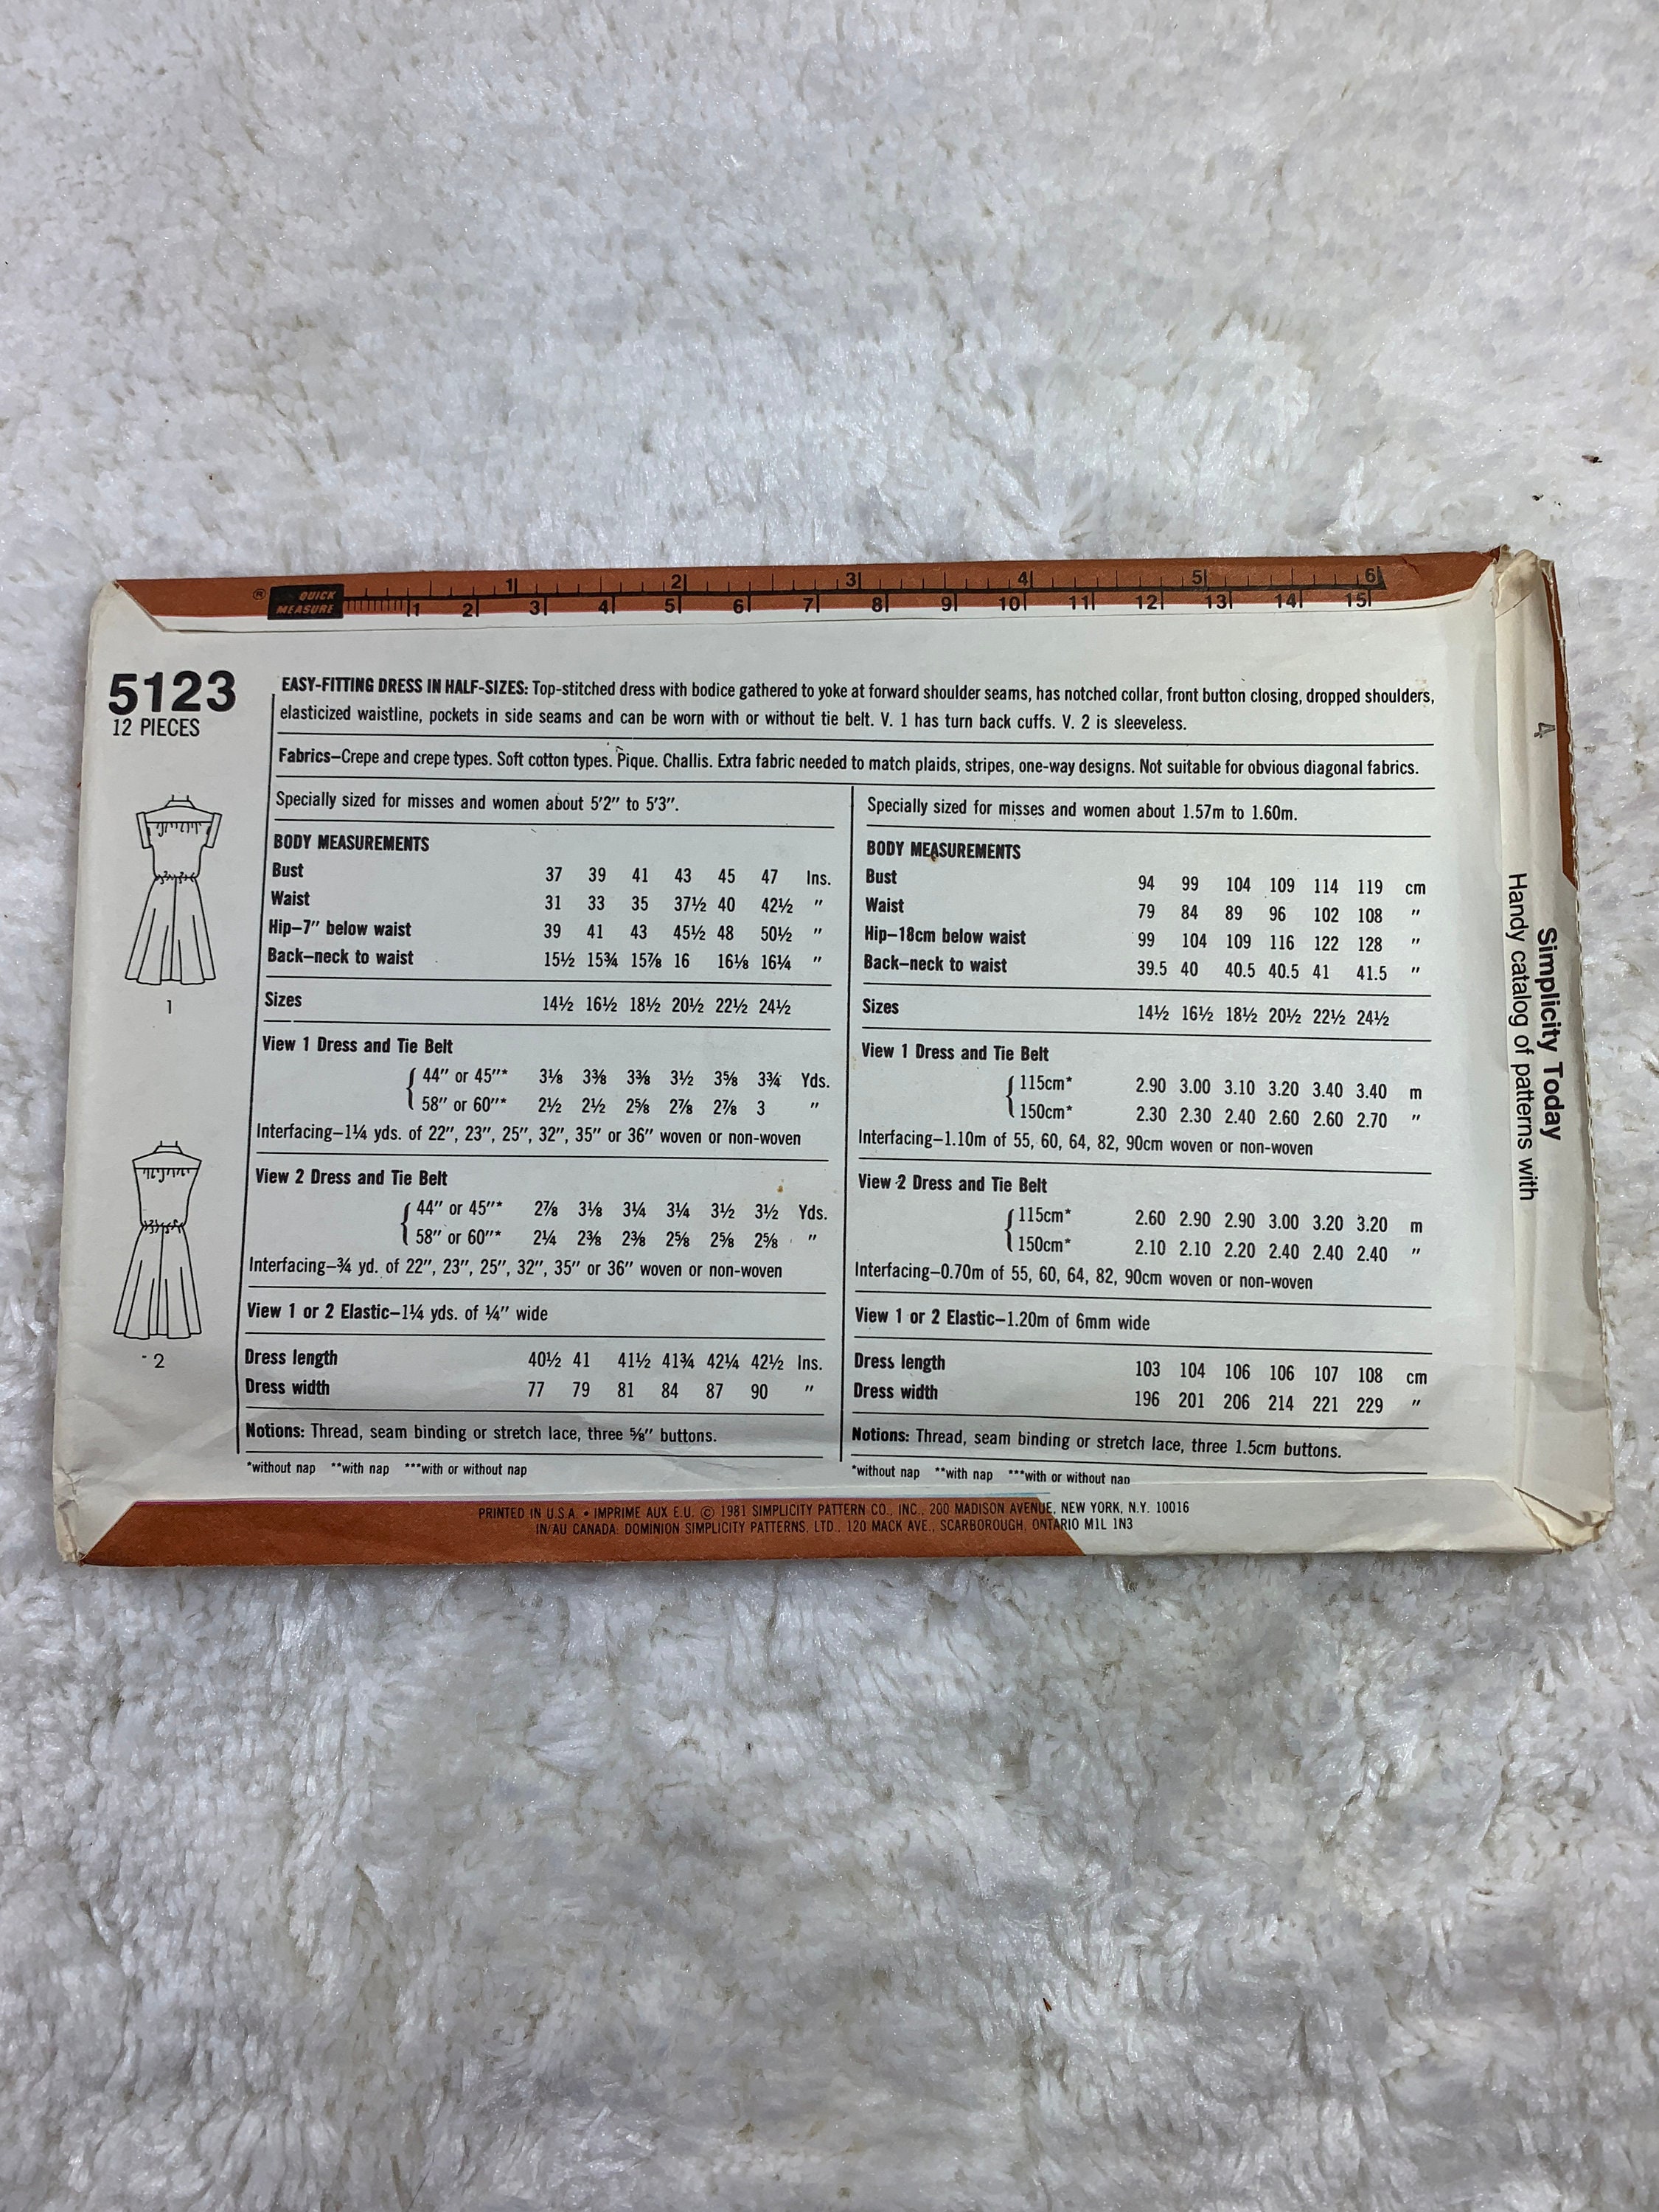 ® QUICK MEASURE
1 2 3 4 5 6
1 2 3 4 5 6 7 8 9 10 11 12 13 14 15
5123
12 PIECES
EASY-FITTING DRESS IN HALF-SIZES: Top-stitched dress with bodice gathered to yoke at forward shoulder seams, has notched collar, front button closing, dropped shoulders,
elasticized waistline, pockets in side seams and can be worn with or without tie belt. V. 1 has turn back cuffs. V. 2 is sleeveless.
Fabrics—Crepe and crepe types. Soft cotton types. Pique. Challis. Extra fabric needed to match plaids, stripes, one-way designs. Not suitable for obvious diagonal fabrics.
Specially sized for misses and women about 5'2" to 5'3".
BODY MEASUREMENTS
Bust 37 39 41 43 45 47 Ins.
Waist 31 33 35 37½ 40 42½ "
Hip—7" below waist 39 41 43 45½ 48 50½ "
Back—neck to waist 15½ 15¾ 15⅞ 16 16⅛ 16¼ "
Sizes 14½ 16½ 18½ 20½ 22½ 24½
View 1 Dress and Tie Belt
44" or 45"* 3⅛ 3⅜ 3⅜ 3½ 3⅝ 3¾ Yds.
58" or 60"* 2½ 2½ 2⅝ 2⅞ 2⅞ 3 "
Interfacing—1¼ yds. of 22", 23", 25", 32", 35" or 36" woven or non-woven
View 2 Dress and Tie Belt
44" or 45"* 2⅞ 3⅛ 3¼ 3¼ 3½ 3½ Yds.
58" or 60"* 2¼ 2⅜ 2⅜ 2⅝ 2⅝ 2⅝ "
Interfacing—¾ yd. of 22", 23", 25", 32", 35" or 36" woven or non-woven
View 1 or 2 Elastic—1¼ yds. of ¼" wide
Dress length 40½ 41 41½ 41¾ 42¼ 42½ Ins.
Dress width 77 79 81 84 87 90 "
Notions: Thread, seam binding or stretch lace, three ⅝" buttons.
*without nap **with nap ***with or without nap
Specially sized for misses and women about 1.57m to 1.60m.
BODY MEASUREMENTS
Bust 94 99 104 109 114 119 cm
Waist 79 84 89 96 102 108 "
Hip—18cm below waist 99 104 109 116 122 128 "
Back—neck to waist 39.5 40 40.5 40.5 41 41.5 "
Sizes 14½ 16½ 18½ 20½ 22½ 24½
View 1 Dress and Tie Belt
115cm* 2.90 3.00 3.10 3.20 3.40 3.40 m
150cm* 2.30 2.30 2.40 2.60 2.60 2.70 "
Interfacing—1.10m of 55, 60, 64, 82, 90cm woven or non-woven
View 2 Dress and Tie Belt
115cm* 2.60 2.90 2.90 3.00 3.20 3.20 m
150cm* 2.10 2.10 2.20 2.40 2.40 2.40 "
Interfacing—0.70m of 55, 60, 64, 82, 90cm woven or non-woven
View 1 or 2 Elastic—1.20m of 6mm wide
Dress length 103 104 106 106 107 108 cm
Dress width 196 201 206 214 221 229 "
Notions: Thread, seam binding or stretch lace, three 1.5cm buttons.
*without nap **with nap ***with or without nap
1
2
PRINTED IN U.S.A. • IMPRIME AUX E.U. © 1981 SIMPLICITY PATTERN CO., INC., 200 MADISON AVENUE, NEW YORK, N.Y. 10016
IN/AU CANADA: DOMINION SIMPLICITY PATTERNS, LTD., 120 MACK AVE., SCARBOROUGH, ONTARIO M1L 1N3
4
Simplicity Today
Handy catalog of patterns with